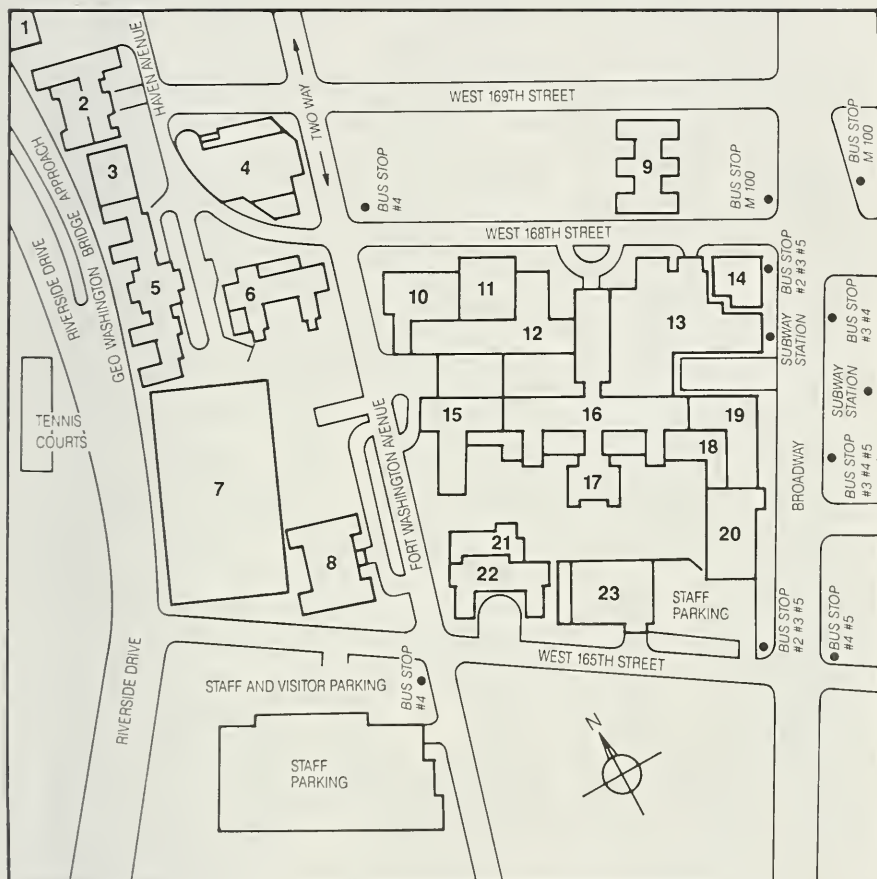 1
2
HAVEN AVENUE
TWO WAY
WEST 169TH STREET
3
4
9
BUS STOP
#4
BUS STOP
M 100
BUS STOP
M 100
RIVERSIDE DRIVE
GEO WASHINGTON BRIDGE APPROACH
WEST 168TH STREET
5
6
10
11
12
13
14
BUS STOP
#2 #3 #5
SUBWAY
STATION
BUS STOP
#3 #4
SUBWAY
STATION
BUS STOP
#3 #4 #5
TENNIS
COURTS
7
FORT WASHINGTON AVENUE
15
16
17
18
19
BROADWAY
20
8
21
22
23
STAFF
PARKING
BUS STOP
#2 #3 #5
BUS STOP
#4 #5
WEST 165TH STREET
RIVERSIDE DRIVE
STAFF AND VISITOR PARKING
BUS STOP
#4
STAFF
PARKING
N